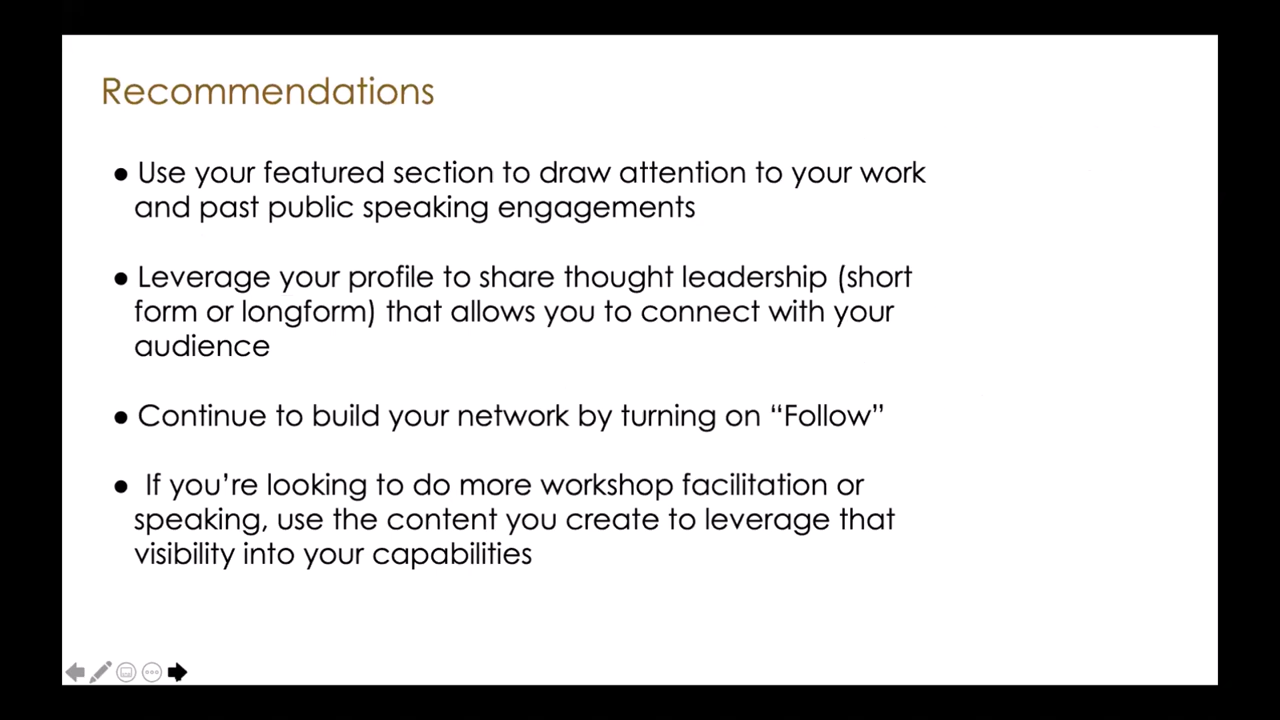 Recommendations
● Use your featured section to draw attention to your work
and past public speaking engagements
● Leverage your profile to share thought leadership (short
form or longform) that allows you to connect with your
audience
● Continue to build your network by turning on “Follow”
● If you’re looking to do more workshop facilitation or
speaking, use the content you create to leverage that
visibility into your capabilities